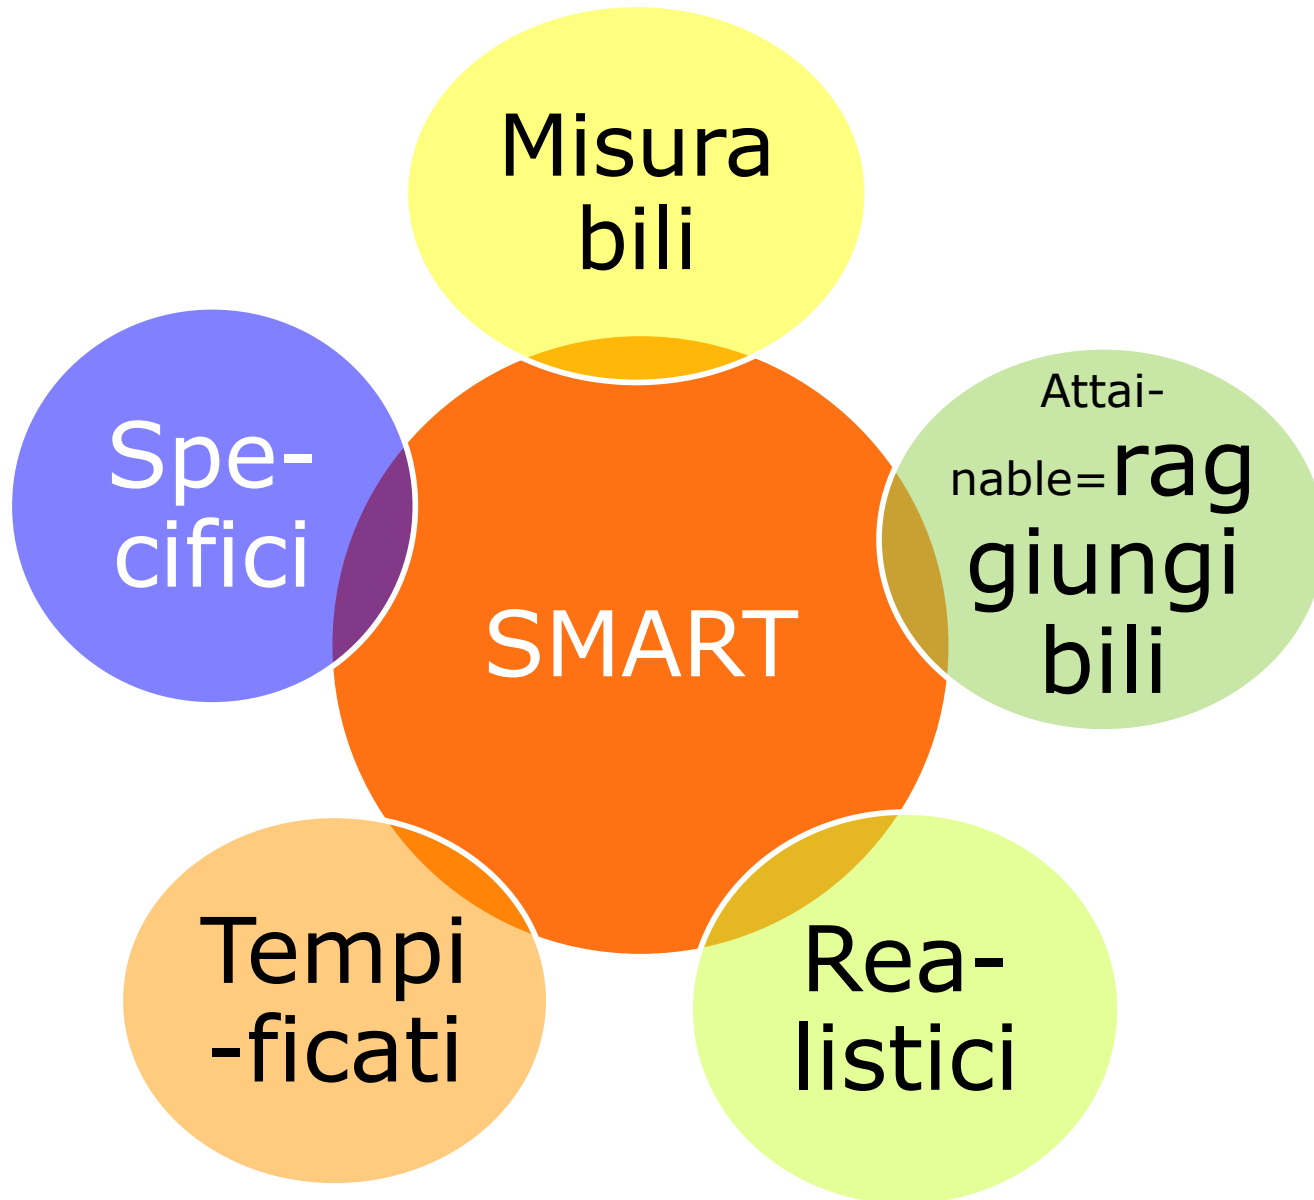 Misura
bili
Spe-
cifici
SMART
Attai-
nable=rag
giungi
bili
Tempi
-ficati
Rea-
listici